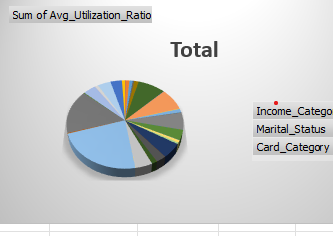 Sum of Avg_Utilization_Ratio
Total
Income_Catego
Marital_Status
Card_Category